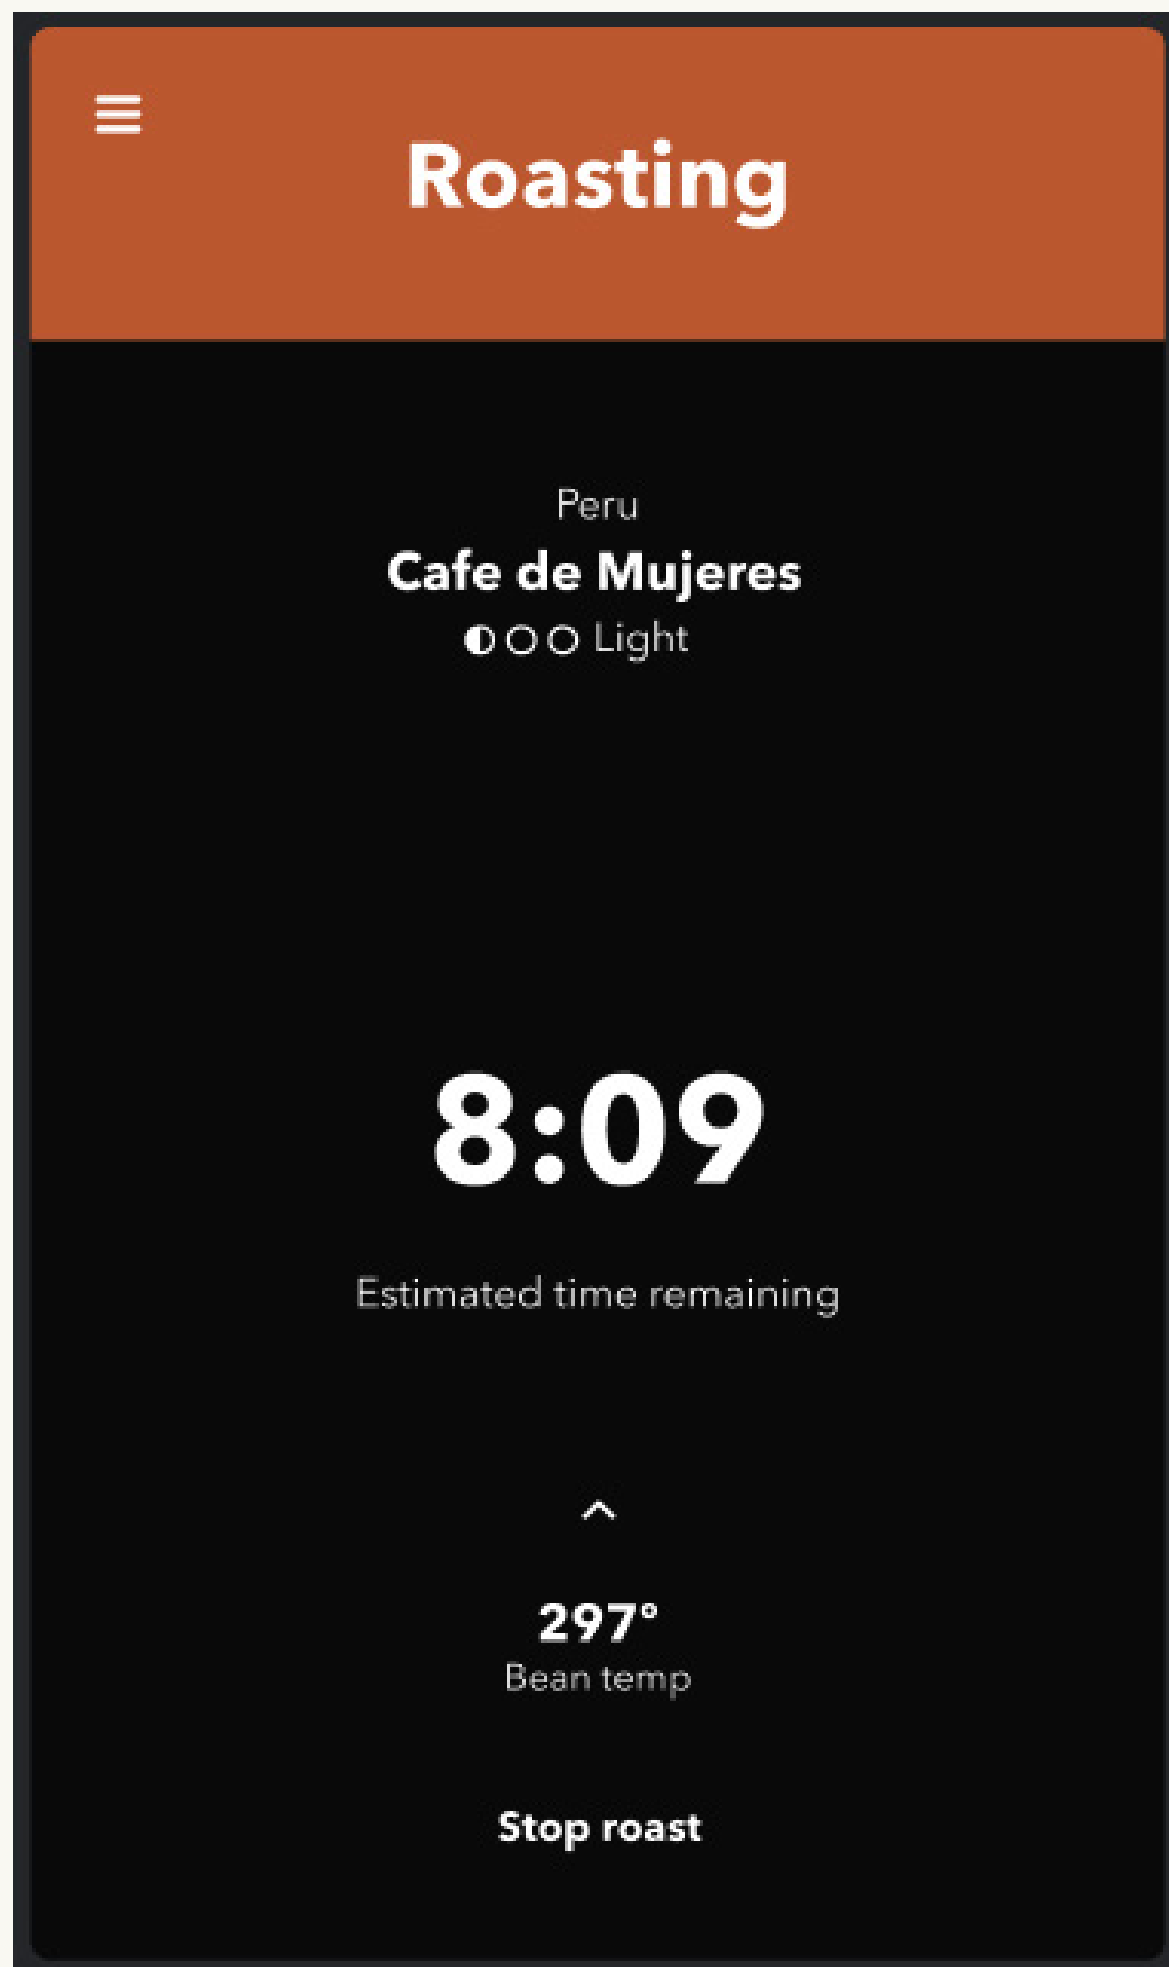 Roasting
Peru
Cafe de Mujeres
Light
8:09
Estimated time remaining
297°
Bean temp
Stop roast